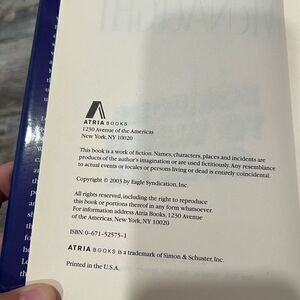 ATRIA BOOKS
1230 Avenue of the Americas
New York, NY 10020
This book is a work of fiction. Names, characters, places and incidents are
products of the author's imagination or are used fictitiously. Any resemblance
to actual events or locales or persons living or dead is entirely coincidental.
Copyright © 2003 by Eagle Syndication, Inc.
All rights reserved, including the right to reproduce
this book or portions thereof in any form whatsoever.
For information address Atria Books, 1230 Avenue
of the Americas, New York, NY 10020
ISBN: 0-671-52575-1
ATRIA BOOKS is a trademark of Simon & Schuster, Inc.
Printed in the U.S.A.